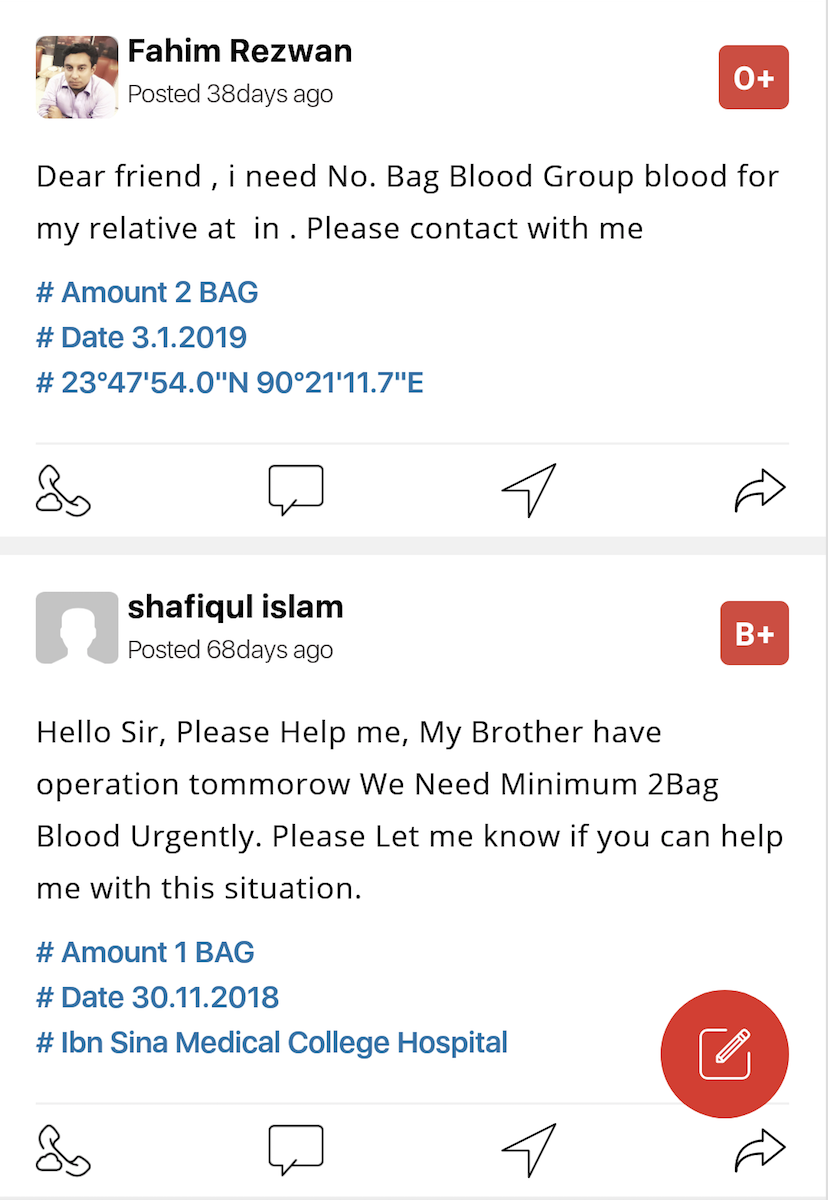 Fahim Rezwan
Posted 38days ago
O+
Dear friend , i need No. Bag Blood Group blood for
my relative at  in . Please contact with me
# Amount 2 BAG
# Date 3.1.2019
# 23°47'54.0"N 90°21'11.7"E
shafiqul islam
Posted 68days ago
B+
Hello Sir, Please Help me, My Brother have
operation tommorow We Need Minimum 2Bag
Blood Urgently. Please Let me know if you can help
me with this situation.
# Amount 1 BAG
# Date 30.11.2018
# Ibn Sina Medical College Hospital